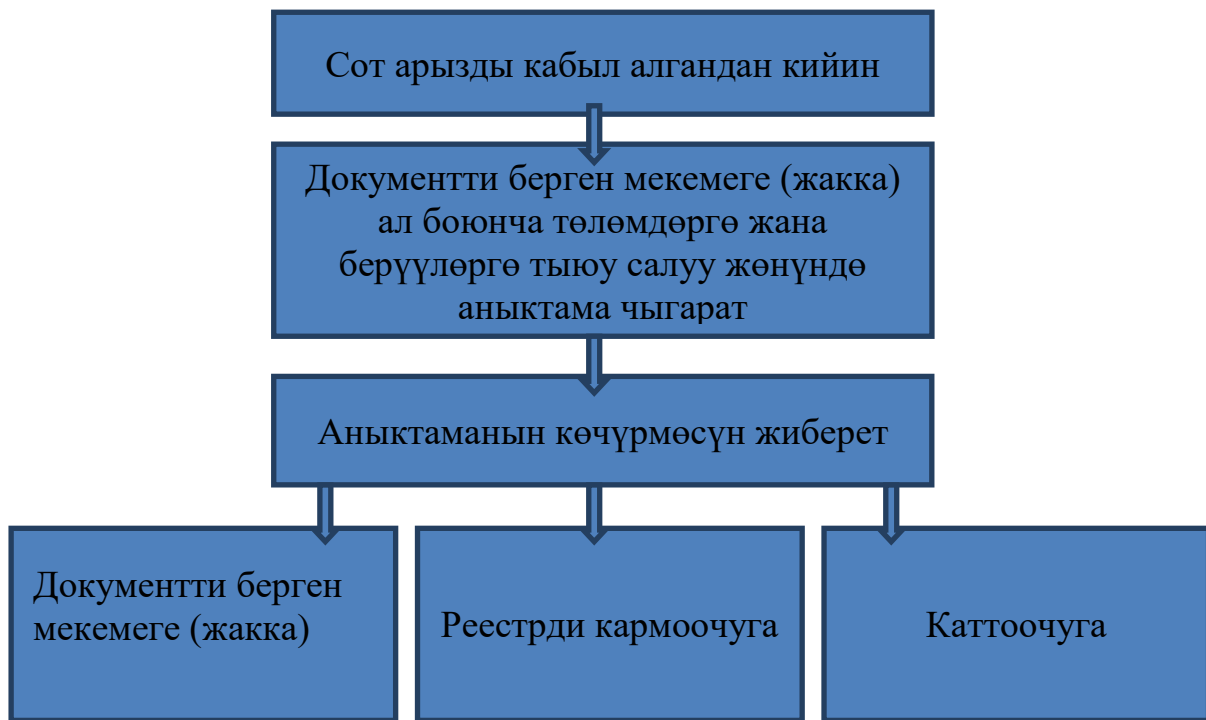 Сот арызды кабыл алгандан кийин
Документти берген мекемеге (жакка)
ал боюнча төлөмдөргө жана
берүүлөргө тыюу салуу жөнүндө
аныктама чыгарат
Аныктаманын көчүрмөсүн жиберет
Документти берген
мекемеге (жакка)
Реестрди кармоочуга
Каттоочуга